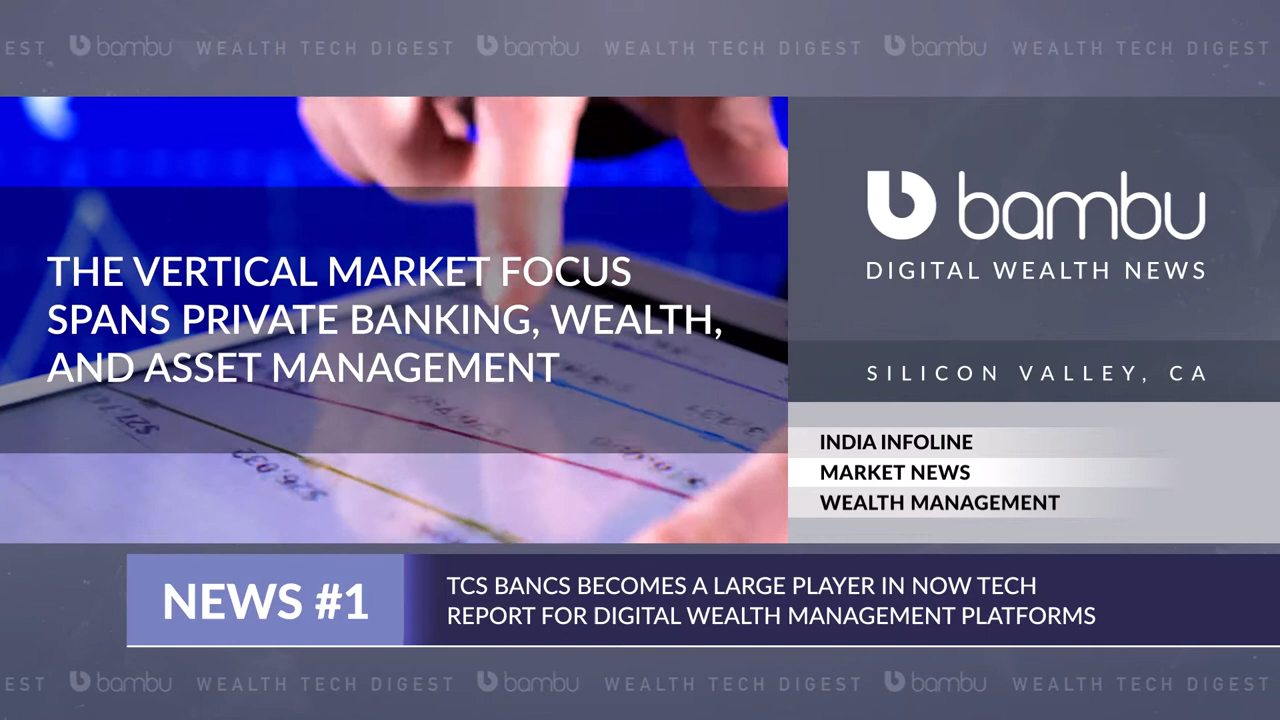 EST bambu WEALTH TECH DIGEST bambu WEALTH TECH DIGEST bambu WEALTH TECH DIGEST
THE VERTICAL MARKET FOCUS
SPANS PRIVATE BANKING, WEALTH,
AND ASSET MANAGEMENT
$26,032
bambu
DIGITAL WEALTH NEWS
SILICON VALLEY, CA
INDIA INFOLINE
MARKET NEWS
WEALTH MANAGEMENT
NEWS #1
TCS BANCS BECOMES A LARGE PLAYER IN NOW TECH
REPORT FOR DIGITAL WEALTH MANAGEMENT PLATFORMS
EST bambu WEALTH TECH DIGEST bambu WEALTH TECH DIGEST bambu WEALTH TECH DIGEST